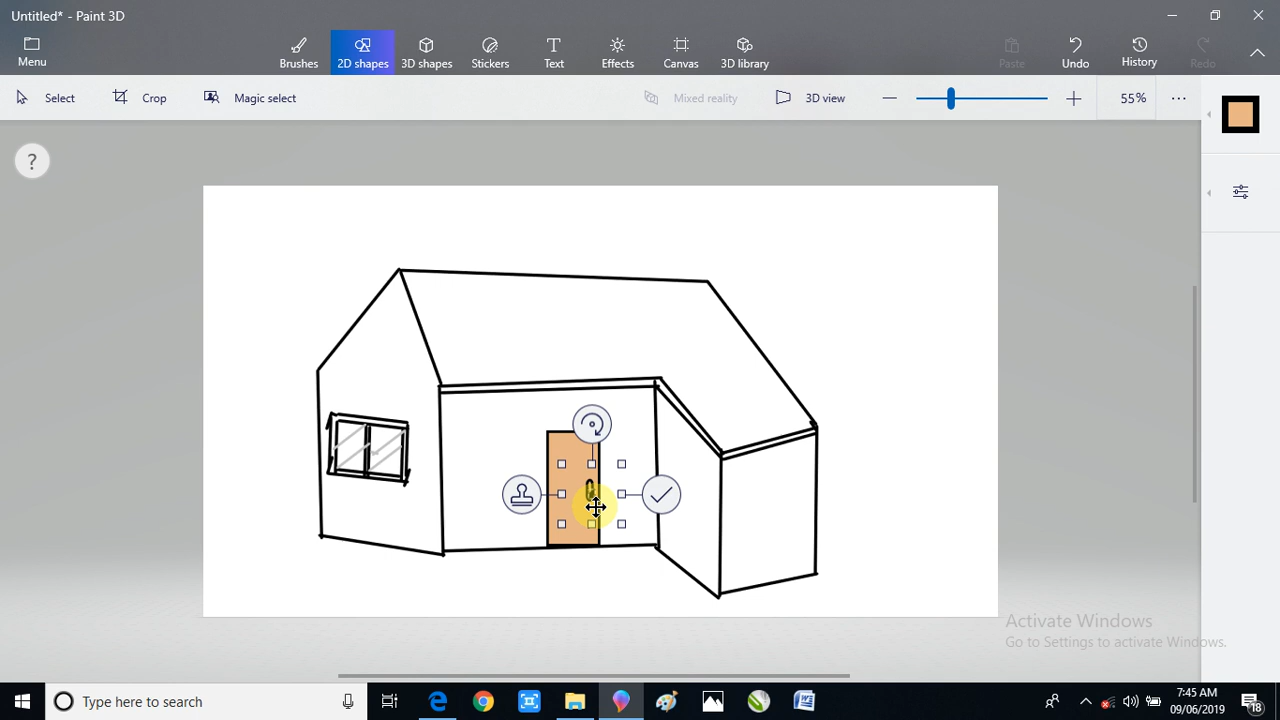 Untitled* - Paint 3D
Menu
Brushes
2D shapes
3D shapes
Stickers
Text
Effects
Canvas
3D library
Paste
Undo
History
Redo
Select
Crop
Magic select
Mixed reality
3D view
55%
?
Activate Windows
Go to Settings to activate Windows.
Type here to search
7:45 AM
09/06/2019
18